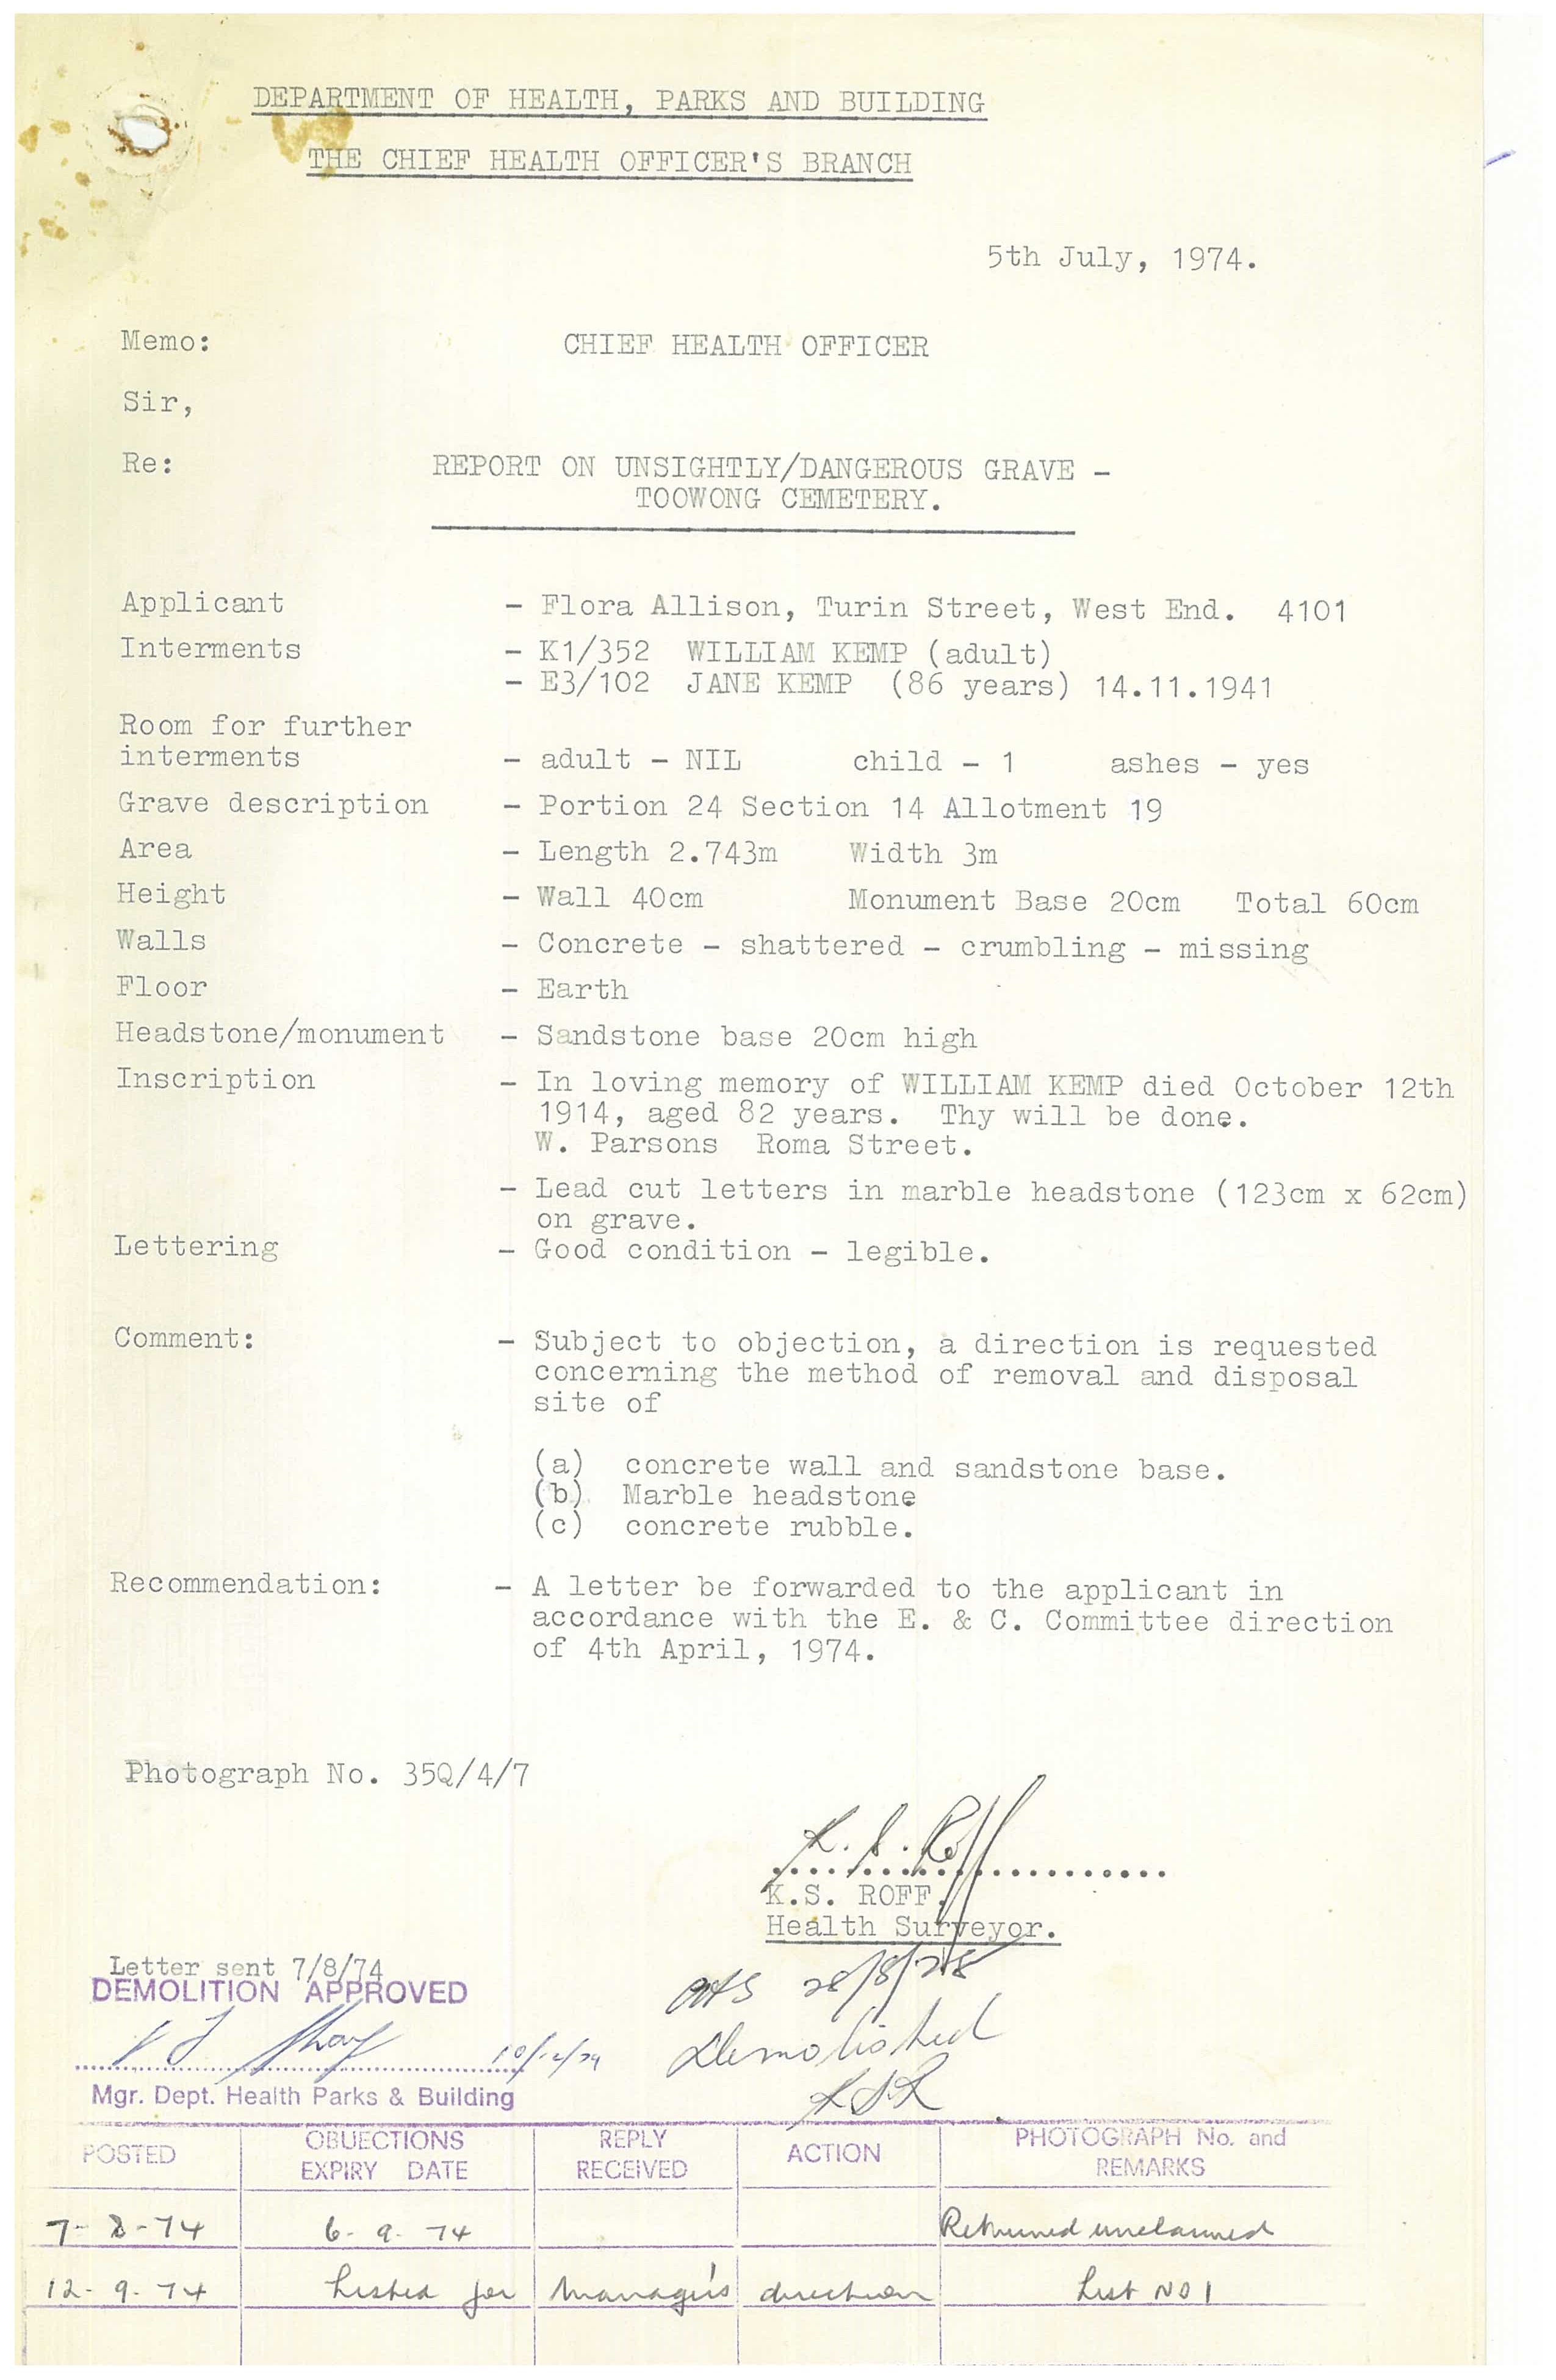 DEPARTMENT OF HEALTH, PARKS AND BUILDING
THE CHIEF HEALTH OFFICER'S BRANCH
5th July, 1974.
Memo: CHIEF HEALTH OFFICER
Sir,
Re: REPORT ON UNSIGHTLY/DANGEROUS GRAVE -
TOOWONG CEMETERY.
Applicant - Flora Allison, Turin Street, West End. 4101
Interments - K1/352 WILLIAM KEMP (adult)
- E3/102 JANE KEMP (86 years) 14.11.1941
Room for further
interments - adult - NIL child - 1 ashes - yes
Grave description - Portion 24 Section 14 Allotment 19
Area - Length 2.743m Width 3m
Height - Wall 40cm Monument Base 20cm Total 60cm
Walls - Concrete - shattered - crumbling - missing
Floor - Earth
Headstone/monument - Sandstone base 20cm high
Inscription - In loving memory of WILLIAM KEMP died October 12th
1914, aged 82 years. Thy will be done.
W. Parsons Roma Street.
- Lead cut letters in marble headstone (123cm x 62cm)
on grave.
Lettering - Good condition - legible.
Comment: - Subject to objection, a direction is requested
concerning the method of removal and disposal
site of
(a) concrete wall and sandstone base.
(b) Marble headstone
(c) concrete rubble.
Recommendation: - A letter be forwarded to the applicant in
accordance with the E. & C. Committee direction
of 4th April, 1974.
Photograph No. 35Q/4/7
K.S. ROFF.
Health Surveyor.
Letter sent 7/8/74
DEMOLITION APPROVED
Demolished
KSR
Mgr. Dept. Health Parks & Building
POSTED OBJECTIONS EXPIRY DATE REPLY RECEIVED ACTION PHOTOGRAPH No. and REMARKS
7-8-74 6-9-74 Returned unclaimed
12-9-74 Listed for Manager's direction List NO 1